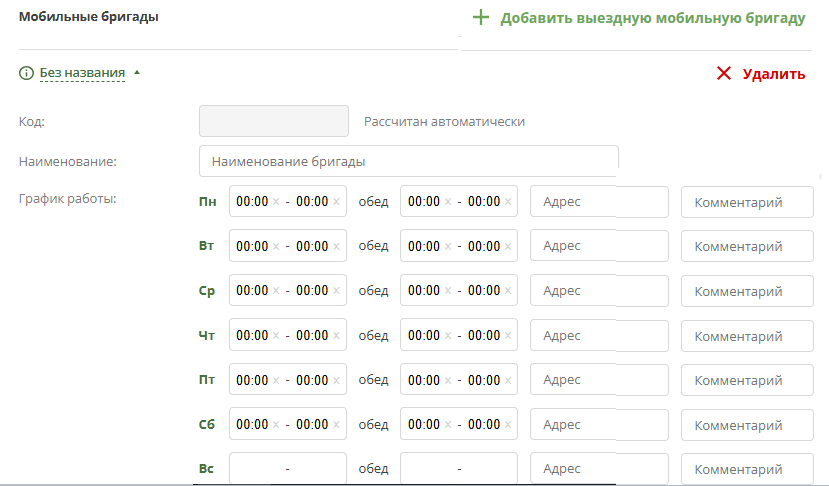 Мобильные бригады
Добавить выездную мобильную бригаду
Без названия
Удалить
Код: Рассчитан автоматически
Наименование: Наименование бригады
График работы:
Пн 00:00 x - 00:00 x обед 00:00 x - 00:00 x Адрес Комментарий
Вт 00:00 x - 00:00 x обед 00:00 x - 00:00 x Адрес Комментарий
Ср 00:00 x - 00:00 x обед 00:00 x - 00:00 x Адрес Комментарий
Чт 00:00 x - 00:00 x обед 00:00 x - 00:00 x Адрес Комментарий
Пт 00:00 x - 00:00 x обед 00:00 x - 00:00 x Адрес Комментарий
Сб 00:00 x - 00:00 x обед 00:00 x - 00:00 x Адрес Комментарий
Вс - обед - Адрес Комментарий